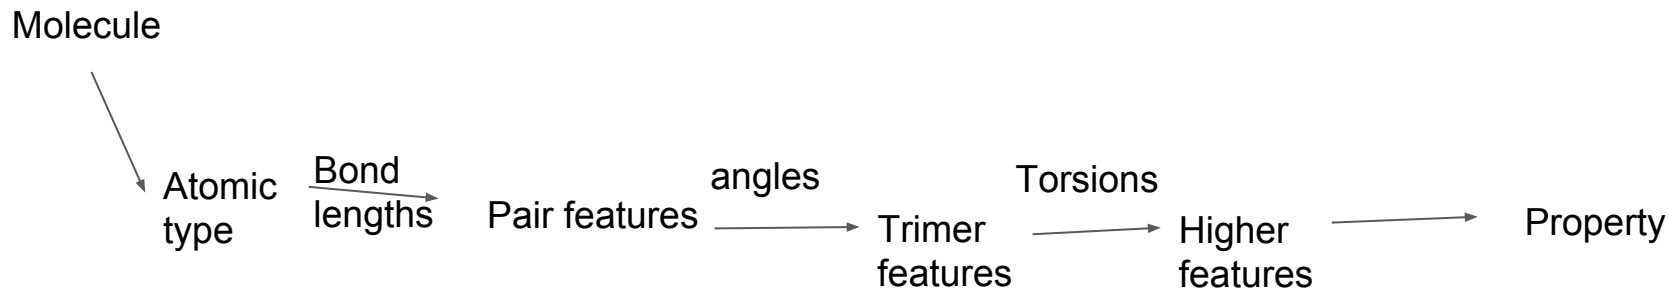 Molecule
Atomic
type
Bond
lengths
Pair features
angles
Trimer
features
Torsions
Higher
features
Property